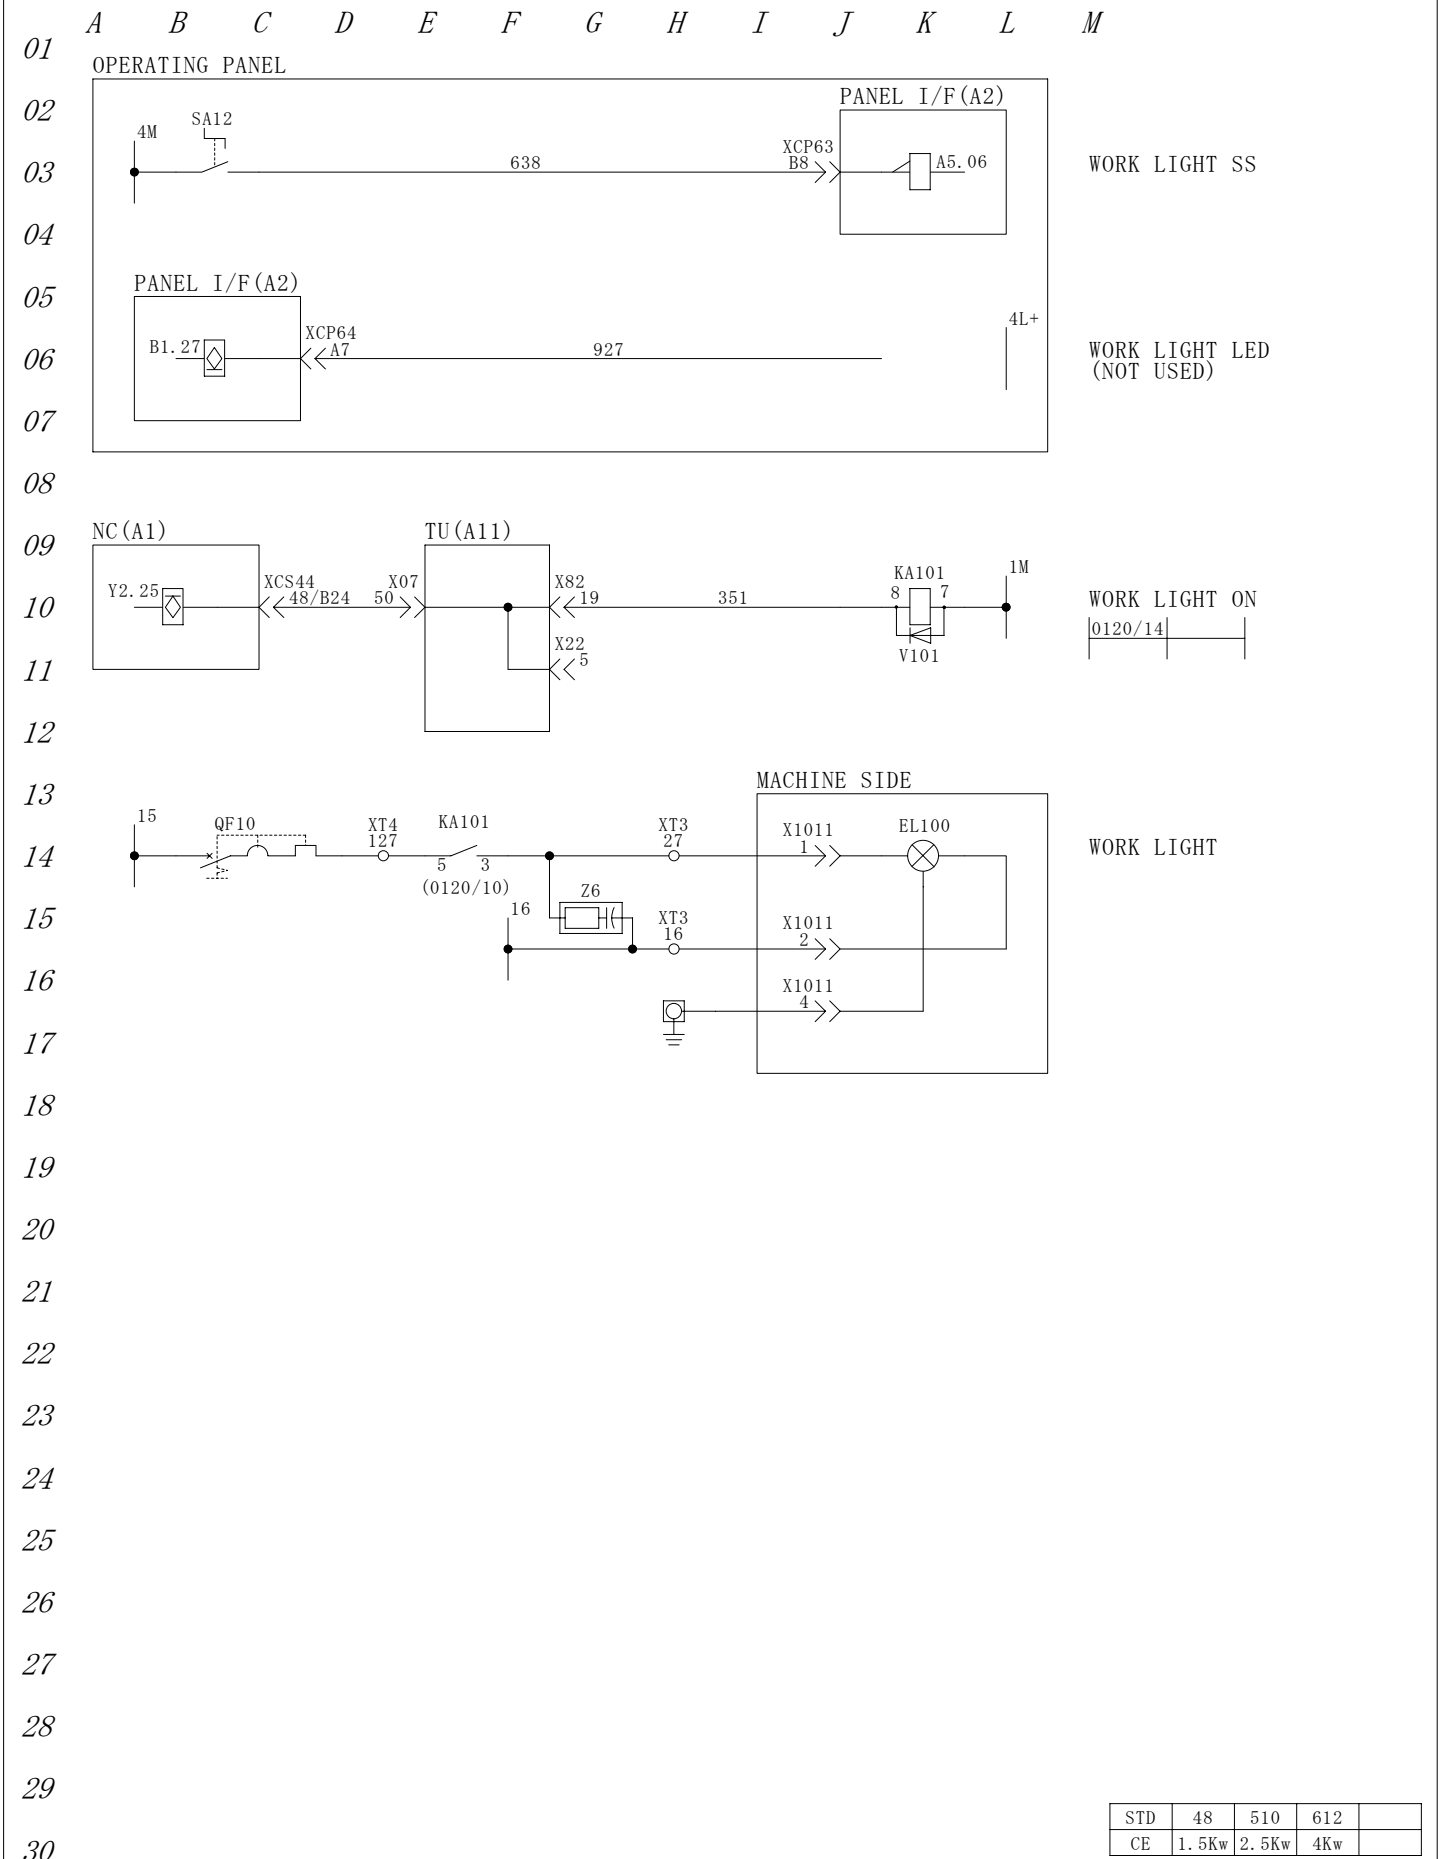 A B C D E F G H I J K L M
01
OPERATING PANEL
02
SA12
PANEL I/F(A2)
4M
03
638
XCP63
B8
A5.06
WORK LIGHT SS
04
PANEL I/F(A2)
05
4L+
B1.27
XCP64
A7
06
927
WORK LIGHT LED
(NOT USED)
07
08
NC(A1)
TU(A11)
09
Y2.25
XCS44
48/B24
X07
50
X82
19
351
KA101
8
7
1M
10
WORK LIGHT ON
0120/14
V101
X22
5
11
12
13
MACHINE SIDE
15
QF10
XT4
127
KA101
XT3
27
X1011
1
EL100
14
5
3
(0120/10)
WORK LIGHT
Z6
16
15
XT3
16
X1011
2
16
X1011
4
17
18
19
20
21
22
23
24
25
26
27
28
29
STD 48 510 612
30
CE 1.5Kw 2.5Kw 4Kw